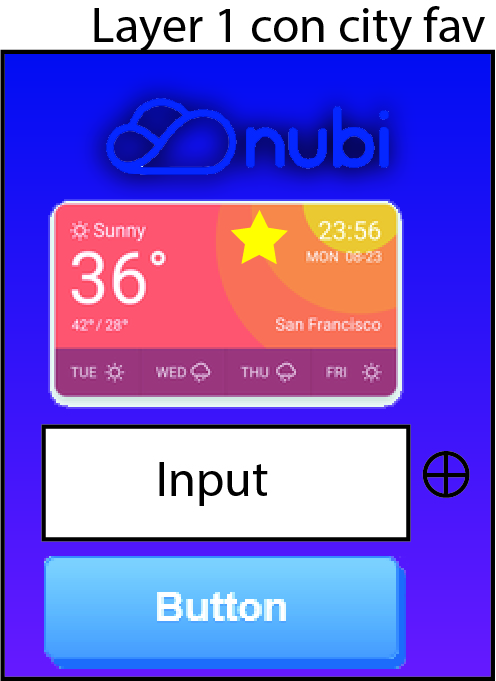 Layer 1 con city fav
nubi
Sunny
23:56
36°
MON 08-23
42° / 28°
San Francisco
TUE WED THU FRI
Input
Button